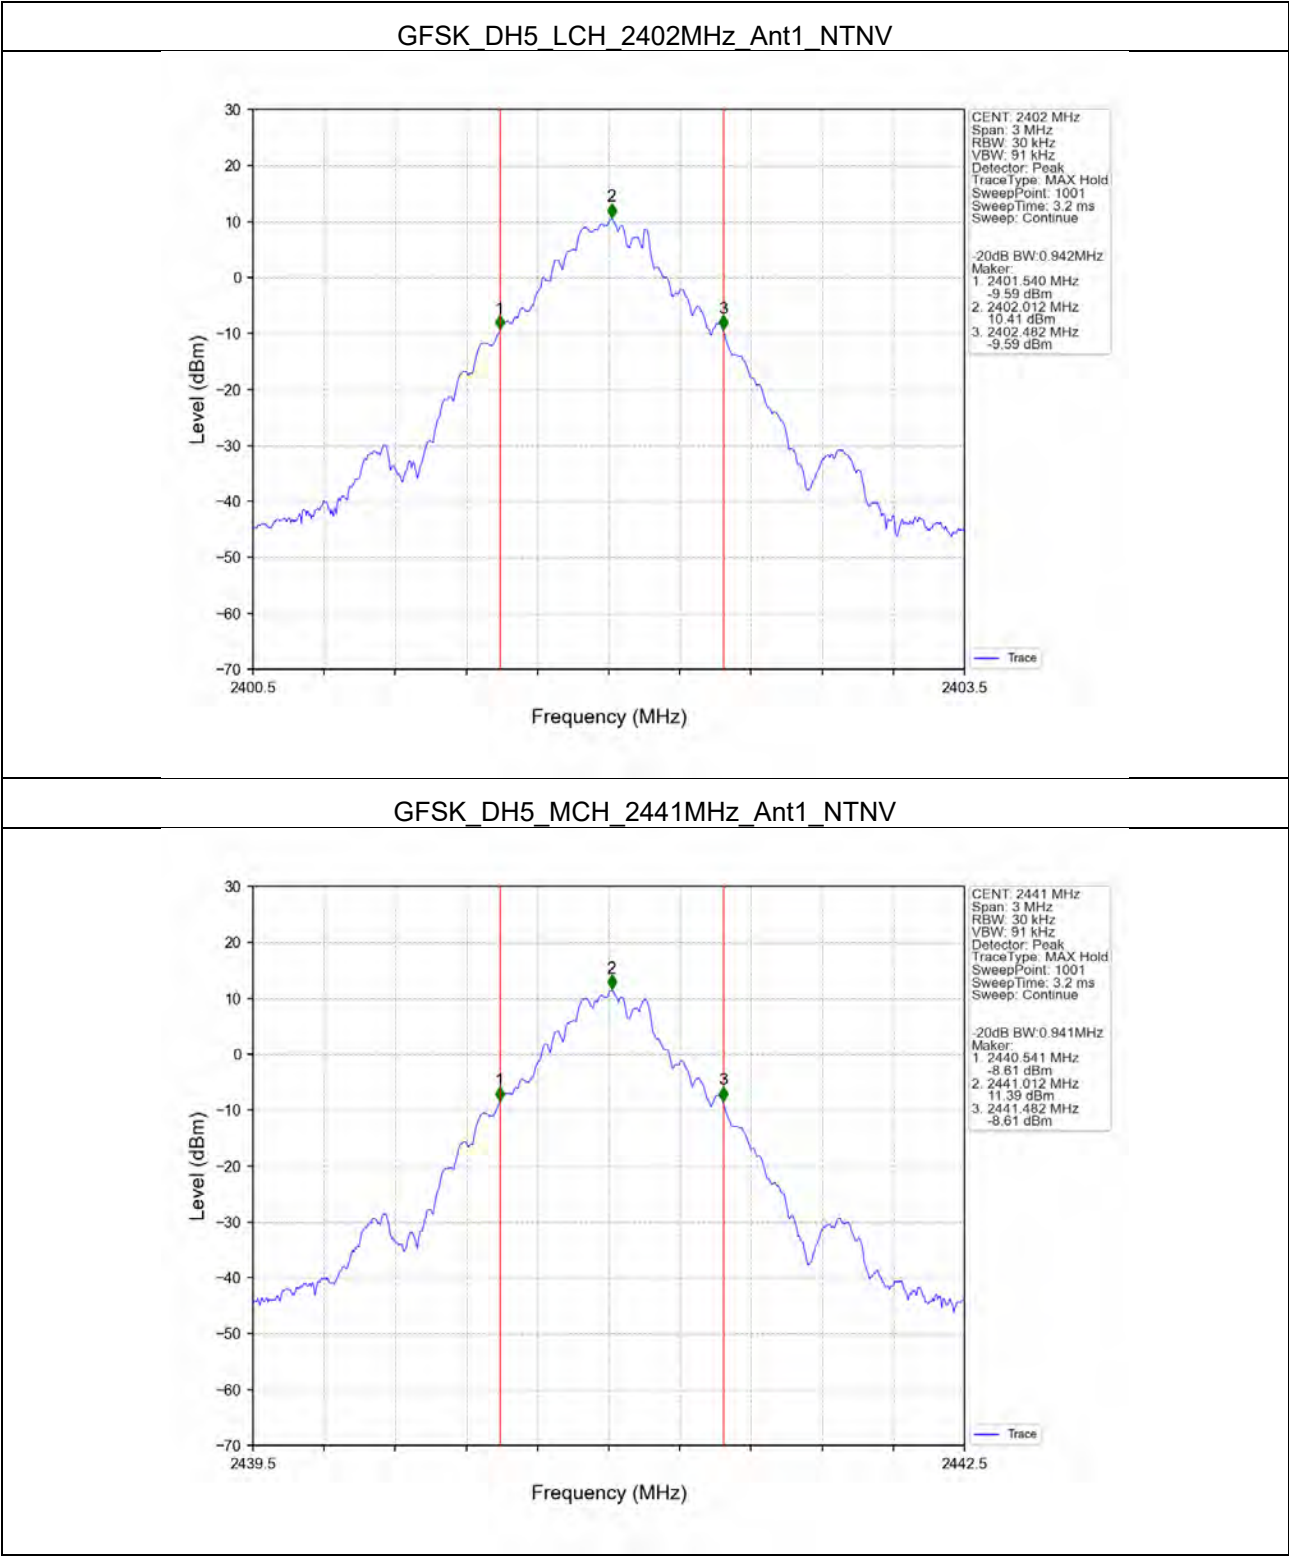 GFSK_DH5_LCH_2402MHz_Ant1_NTNV
30
20
10
0
−10
−20
−30
−40
−50
−60
−70
Level (dBm)
1
2
3
2400.5
2403.5
Frequency (MHz)
CENT: 2402 MHz
Span: 3 MHz
RBW: 30 kHz
VBW: 91 kHz
Detector: Peak
TraceType: MAX Hold
SweepPoint: 1001
SweepTime: 3.2 ms
Sweep: Continue
-20dB BW:0.942MHz
Maker:
1. 2401.540 MHz
-9.59 dBm
2. 2402.012 MHz
10.41 dBm
3. 2402.482 MHz
-9.59 dBm
Trace
GFSK_DH5_MCH_2441MHz_Ant1_NTNV
30
20
10
0
−10
−20
−30
−40
−50
−60
−70
Level (dBm)
1
2
3
2439.5
2442.5
Frequency (MHz)
CENT: 2441 MHz
Span: 3 MHz
RBW: 30 kHz
VBW: 91 kHz
Detector: Peak
TraceType: MAX Hold
SweepPoint: 1001
SweepTime: 3.2 ms
Sweep: Continue
-20dB BW:0.941MHz
Maker:
1. 2440.541 MHz
-8.61 dBm
2. 2441.012 MHz
11.39 dBm
3. 2441.482 MHz
-8.61 dBm
Trace